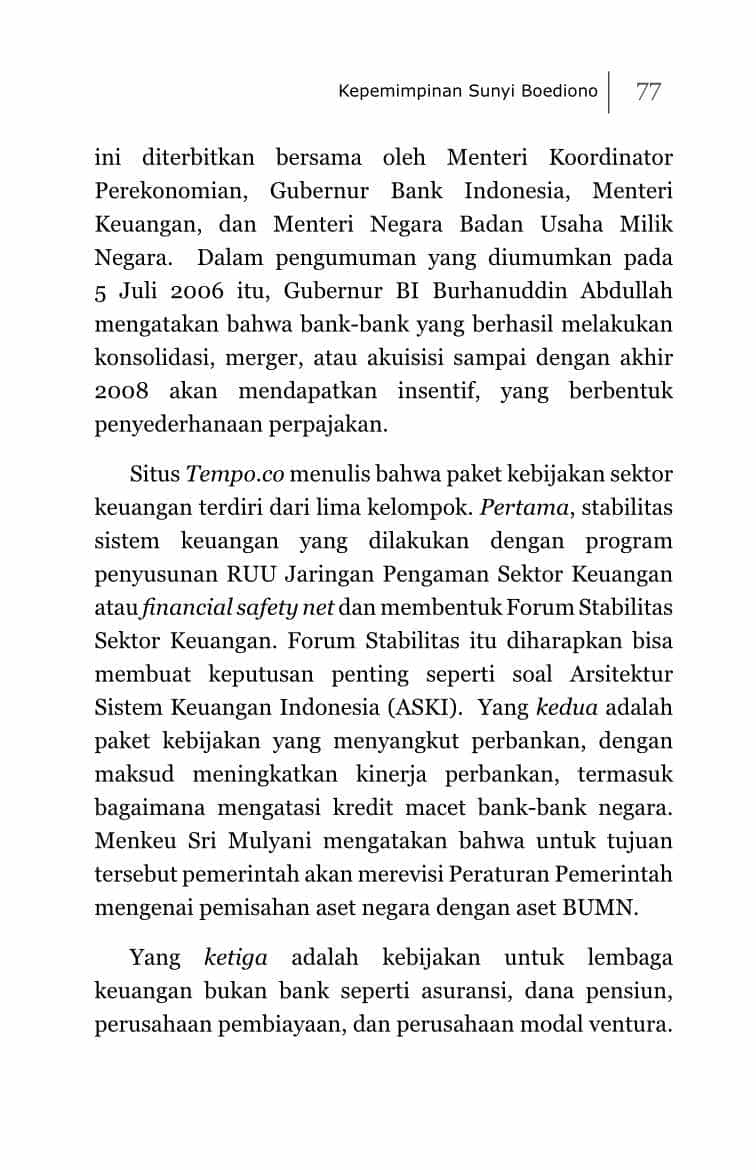 Kepemimpinan Sunyi Boediono 77
ini diterbitkan bersama oleh Menteri Koordinator
Perekonomian, Gubernur Bank Indonesia, Menteri
Keuangan, dan Menteri Negara Badan Usaha Milik
Negara. Dalam pengumuman yang diumumkan pada
5 Juli 2006 itu, Gubernur BI Burhanuddin Abdullah
mengatakan bahwa bank-bank yang berhasil melakukan
konsolidasi, merger, atau akuisisi sampai dengan akhir
2008 akan mendapatkan insentif, yang berbentuk
penyederhanaan perpajakan.
Situs Tempo.co menulis bahwa paket kebijakan sektor
keuangan terdiri dari lima kelompok. Pertama, stabilitas
sistem keuangan yang dilakukan dengan program
penyusunan RUU Jaringan Pengaman Sektor Keuangan
atau financial safety net dan membentuk Forum Stabilitas
Sektor Keuangan. Forum Stabilitas itu diharapkan bisa
membuat keputusan penting seperti soal Arsitektur
Sistem Keuangan Indonesia (ASKI). Yang kedua adalah
paket kebijakan yang menyangkut perbankan, dengan
maksud meningkatkan kinerja perbankan, termasuk
bagaimana mengatasi kredit macet bank-bank negara.
Menkeu Sri Mulyani mengatakan bahwa untuk tujuan
tersebut pemerintah akan merevisi Peraturan Pemerintah
mengenai pemisahan aset negara dengan aset BUMN.
Yang ketiga adalah kebijakan untuk lembaga
keuangan bukan bank seperti asuransi, dana pensiun,
perusahaan pembiayaan, dan perusahaan modal ventura.